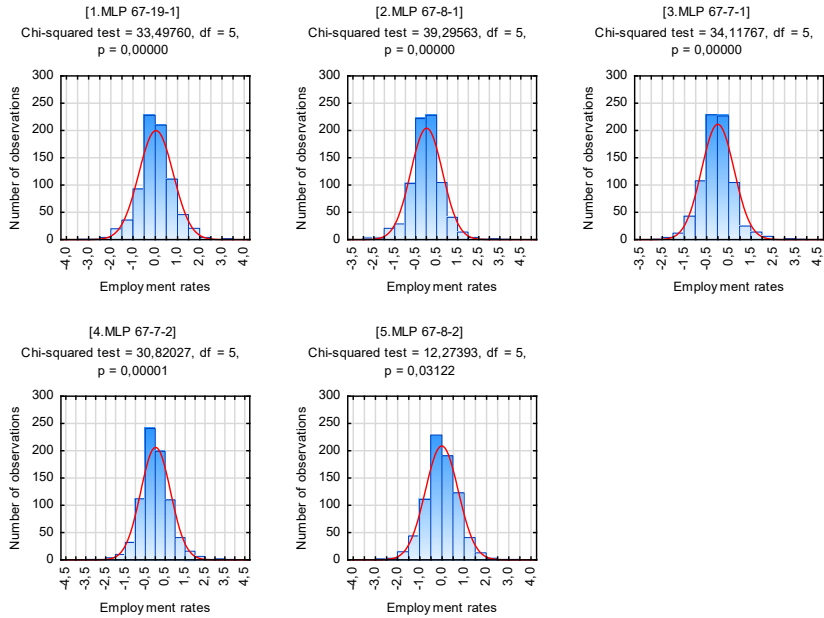 [1.MLP 67-19-1]
Chi-squared test = 33,49760, df = 5,
p = 0,00000
300
250
200
150
100
50
0
Number of observations
-4,0 -3,0 -2,0 -1,0 0,0 1,0 2,0 3,0 4,0
Employment rates
[2.MLP 67-8-1]
Chi-squared test = 39,29563, df = 5,
p = 0,00000
300
250
200
150
100
50
0
Number of observations
-3,5 -2,5 -1,5 -0,5 0,5 1,5 2,5 3,5 4,5
Employment rates
[3.MLP 67-7-1]
Chi-squared test = 34,11767, df = 5,
p = 0,00000
300
250
200
150
100
50
0
Number of observations
-3,5 -2,5 -1,5 -0,5 0,5 1,5 2,5 3,5 4,5
Employment rates
[4.MLP 67-7-2]
Chi-squared test = 30,82027, df = 5,
p = 0,00001
300
250
200
150
100
50
0
Number of observations
-4,5 -3,5 -2,5 -1,5 -0,5 0,5 1,5 2,5 3,5 4,5
Employment rates
[5.MLP 67-8-2]
Chi-squared test = 12,27393, df = 5,
p = 0,03122
300
250
200
150
100
50
0
Number of observations
-4,0 -3,0 -2,0 -1,0 0,0 1,0 2,0 3,0 4,0
Employment rates